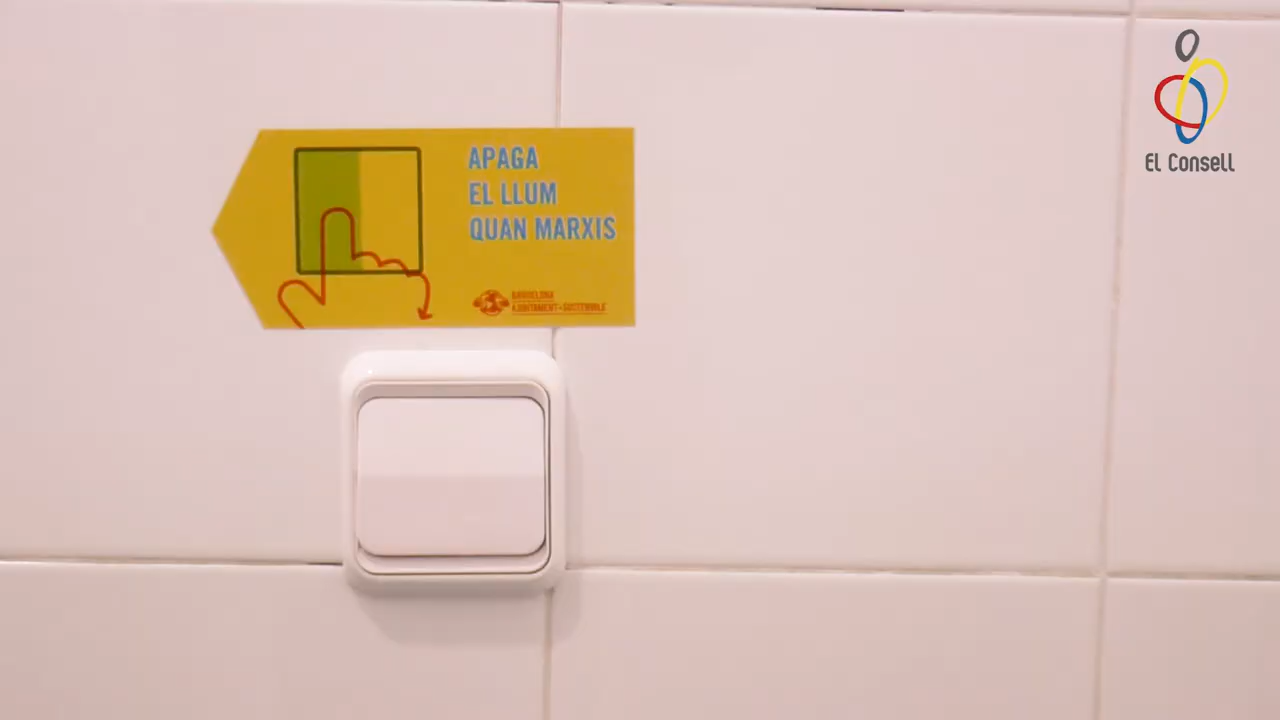 APAGA
EL LLUM
QUAN MARXIS
BARCELONA
AJUNTAMENT+SOSTENIBLE
El Consell